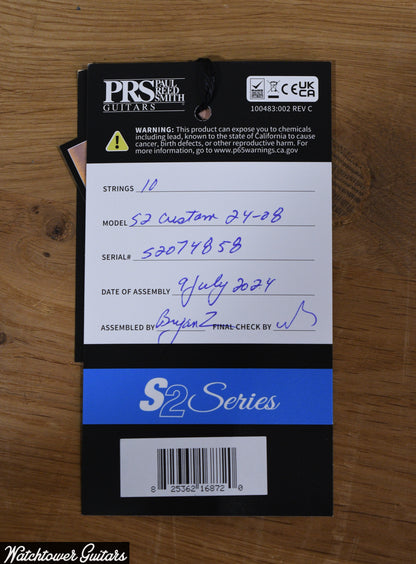 PRS PAUL REED SMITH
GUITARS
CE UK CA
100483:002 REV C
WARNING: This product can expose you to chemicals
including lead, known to the state of California to cause
cancer, birth defects, or other reproductive harm. For
more information, go to www.p65warnings.ca.gov
STRINGS 10
MODEL S2 Custom 24-08
SERIAL# S2074858
DATE OF ASSEMBLY 9 July 2024
ASSEMBLED BY Bryan Z FINAL CHECK BY
S2 Series
8 25362 16872 0
Watchtower Guitars